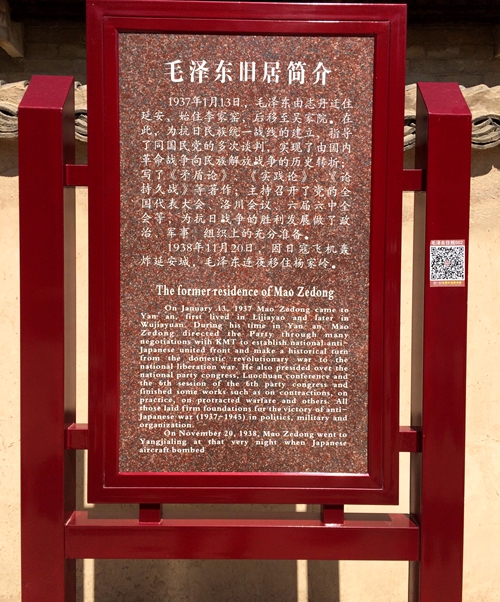 毛泽东旧居简介
1937年1月13日，毛泽东由志丹迁住
延安，始住李家窑，后移至吴家院。在
此，为抗日民族统一战线的建立，指导
了同国民党的多次谈判，实现了由国内
革命战争向民族解放战争的历史转折；
写了《矛盾论》、《实践论》、《论
持久战》等著作；主持召开了党的全
国代表大会、洛川会议、六届六中全
会等；为抗日战争的胜利发展做了政
治、军事、组织上的充分准备。
1938年11月20日，因日寇飞机轰
炸延安城，毛泽东连夜移住杨家岭。
The former residence of Mao Zedong
On January 13, 1937 Mao Zedong came to
Yan an, first lived in Lijiayao and later in
Wujiayuan. During his time in Yan an, Mao
Zedong directed the Party through many
negotiations with KMT to establish national anti-
Japanese united front and make a historical turn
from the domestic revolutionary war to the
national liberation war. He also presided over the
national party congress, Luochuan conference and
the 6th session of the 6th party congress and
finished some works such as on contractions, on
practice, on protracted warfare and others. All
those laid firm foundations for the victory of anti-
Japanese war (1937-1945) in politics, military and
organization.
On November 20, 1938, Mao Zedong went to
Yangjialing at that very night when Japanese
aircraft bombed